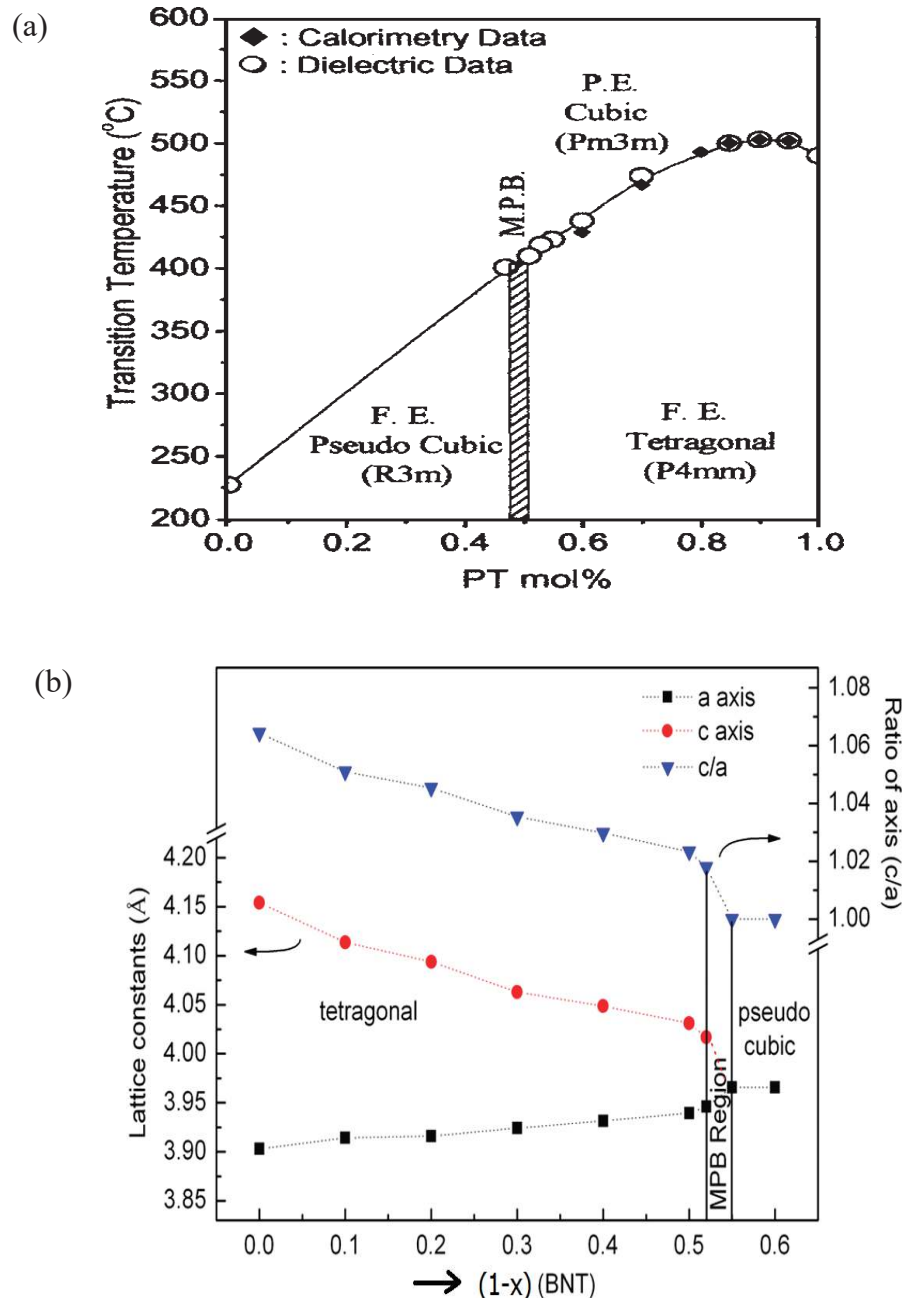 (a)
600
550
500
450
400
350
300
250
200
Transition Temperature (⁰C)
◆ : Calorimetry Data
○ : Dielectric Data
P.E.
Cubic
(Pm3m)
M.P.B.
F. E.
Pseudo Cubic
(R3m)
F. E.
Tetragonal
(P4mm)
0.0 0.2 0.4 0.6 0.8 1.0
PT mol%
(b)
a axis
c axis
c/a
1.08
1.06
1.04
1.02
1.00
Ratio of axis (c/a)
4.20
4.15
4.10
4.05
4.00
3.95
3.90
3.85
Lattice constants (Å)
tetragonal
pseudo
cubic
MPB Region
0.0 0.1 0.2 0.3 0.4 0.5 0.6
→ (1-x) (BNT)